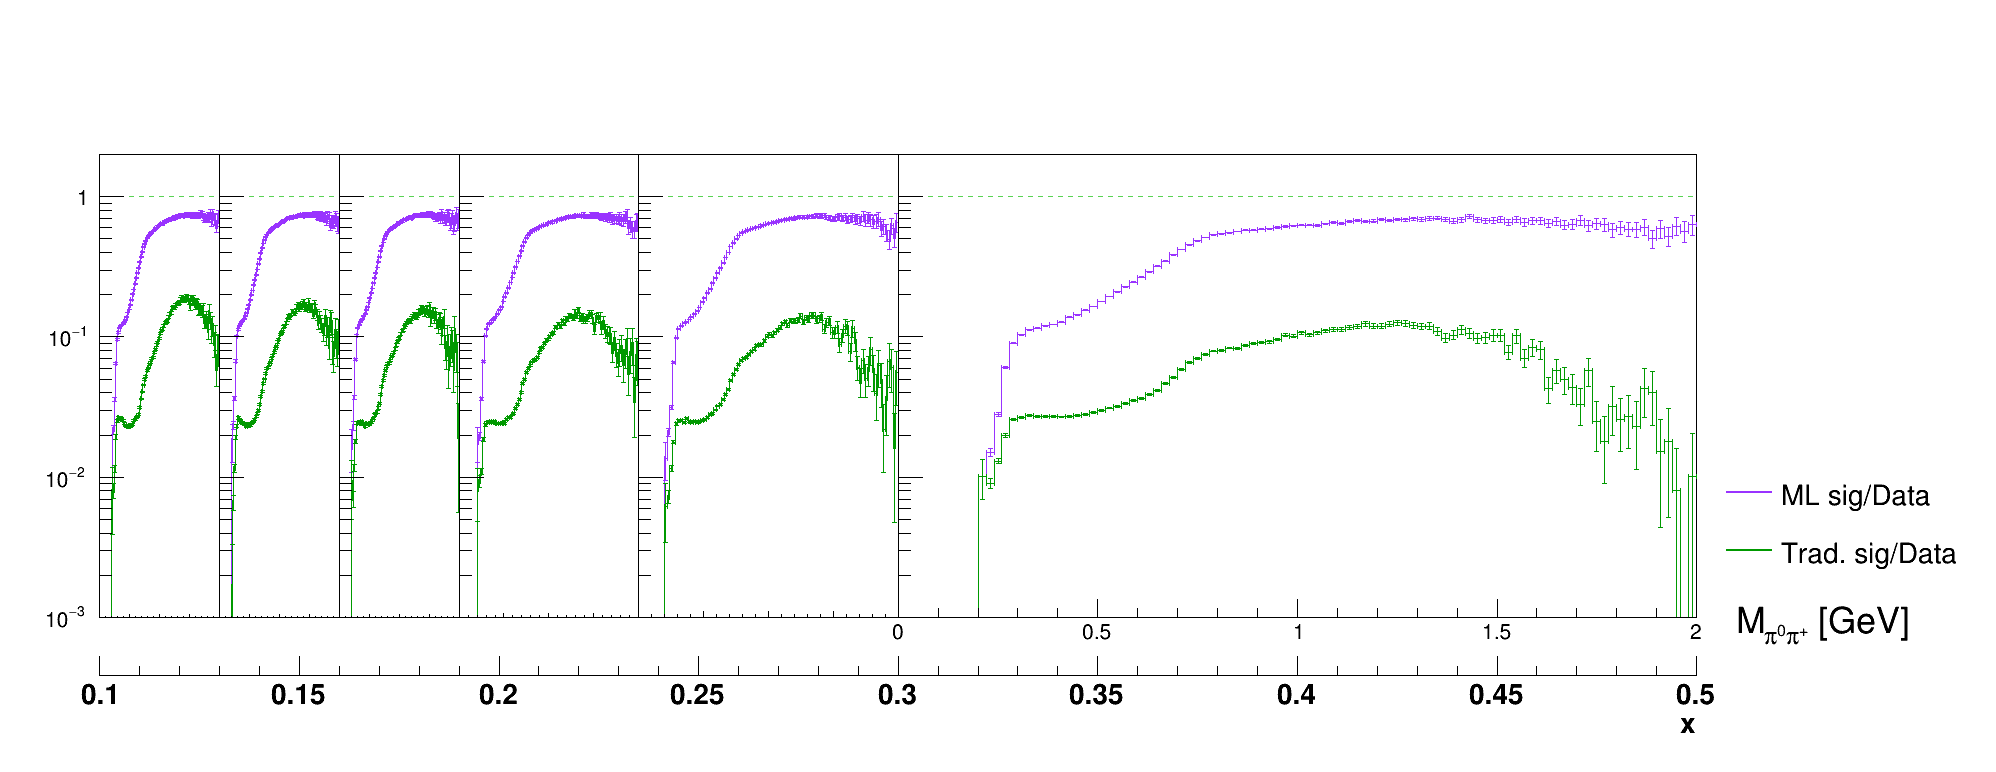 1
10⁻¹
10⁻²
10⁻³
ML sig/Data
Trad. sig/Data
0 0.5 1 1.5 2
M_π⁰π⁺ [GeV]
0.1 0.15 0.2 0.25 0.3 0.35 0.4 0.45 0.5
x